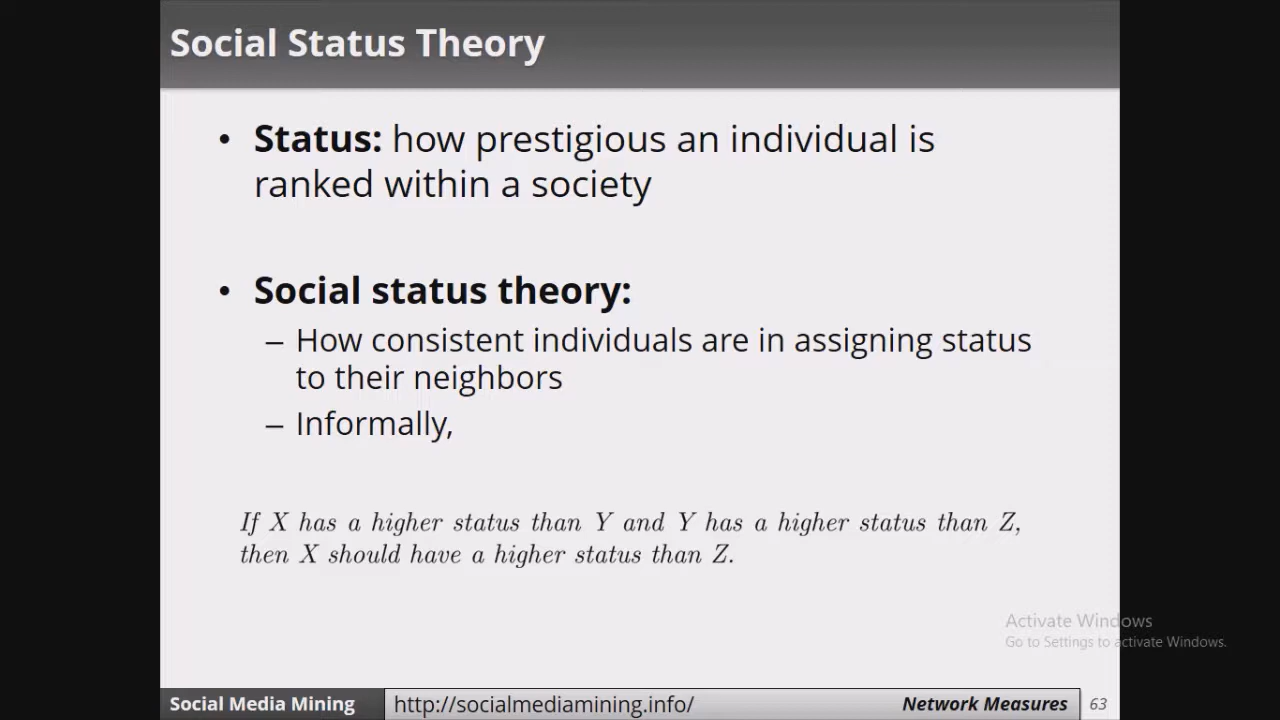 Social Status Theory
• Status: how prestigious an individual is
ranked within a society
• Social status theory:
– How consistent individuals are in assigning status
to their neighbors
– Informally,
If X has a higher status than Y and Y has a higher status than Z,
then X should have a higher status than Z.
Activate Windows
Go to Settings to activate Windows.
Social Media Mining http://socialmediamining.info/ Network Measures 63